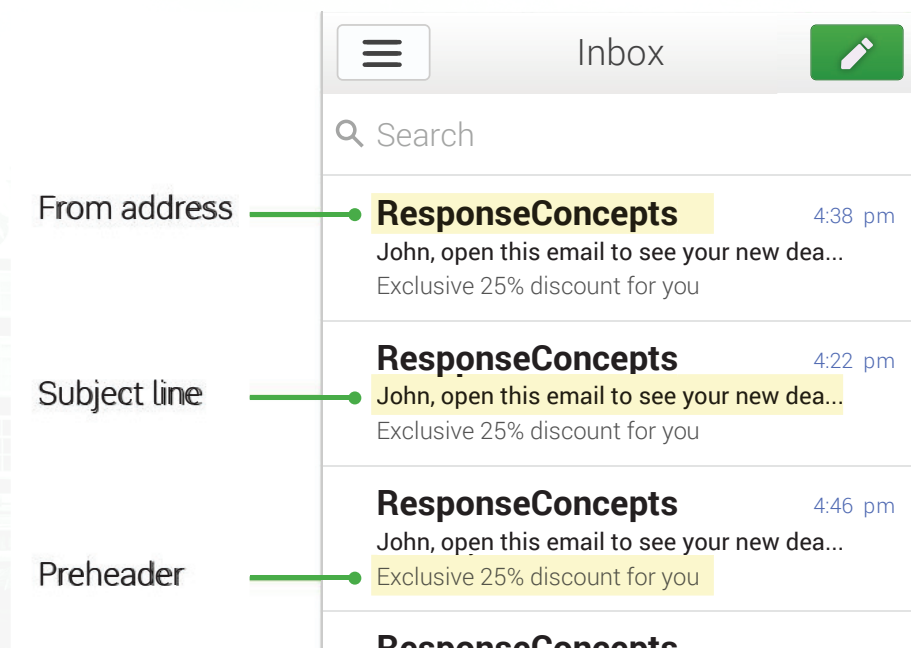 Inbox
Search
From address
ResponseConcepts 4:38 pm
John, open this email to see your new dea...
Exclusive 25% discount for you
ResponseConcepts 4:22 pm
Subject line
John, open this email to see your new dea...
Exclusive 25% discount for you
ResponseConcepts 4:46 pm
John, open this email to see your new dea...
Preheader
Exclusive 25% discount for you
ResponseConcepts